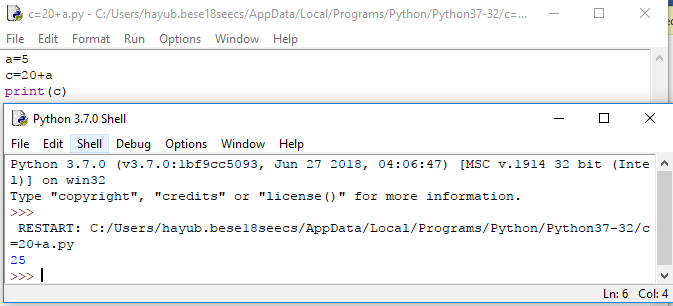 c=20+a.py - C:/Users/hayub.bese18seecs/AppData/Local/Programs/Python/Python37-32/c=...
File Edit Format Run Options Window Help
a=5
c=20+a
print(c)
Python 3.7.0 Shell
File Edit Shell Debug Options Window Help
Python 3.7.0 (v3.7.0:1bf9cc5093, Jun 27 2018, 04:06:47) [MSC v.1914 32 bit (Inte
l)] on win32
Type "copyright", "credits" or "license()" for more information.
>>>
RESTART: C:/Users/hayub.bese18seecs/AppData/Local/Programs/Python/Python37-32/c
=20+a.py
25
>>>
Ln: 6 Col: 4